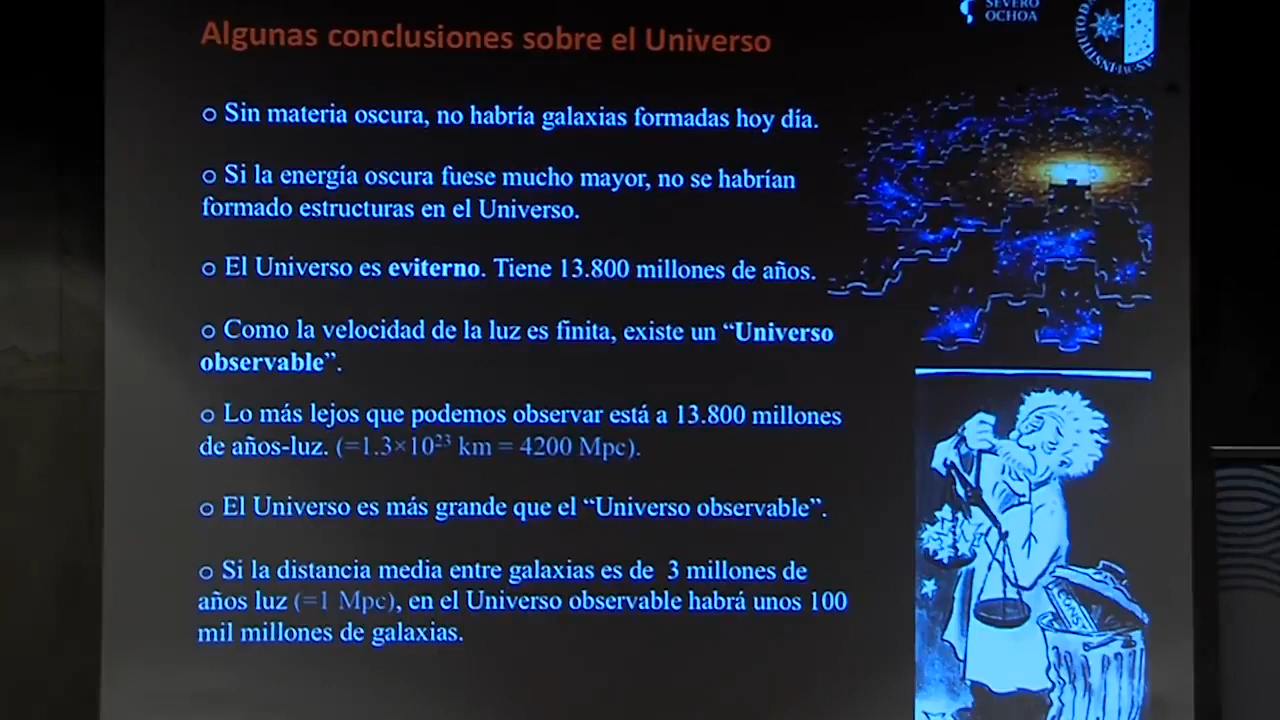 SEVERO
OCHOA
Algunas conclusiones sobre el Universo
o Sin materia oscura, no habría galaxias formadas hoy día.
o Si la energía oscura fuese mucho mayor, no se habrían
formado estructuras en el Universo.
o El Universo es eviterno. Tiene 13.800 millones de años.
o Como la velocidad de la luz es finita, existe un “Universo
observable”.
o Lo más lejos que podemos observar está a 13.800 millones
de años-luz. (=1.3×10²³ km = 4200 Mpc).
o El Universo es más grande que el “Universo observable”.
o Si la distancia media entre galaxias es de 3 millones de
años luz (=1 Mpc), en el Universo observable habrá unos 100
mil millones de galaxias.